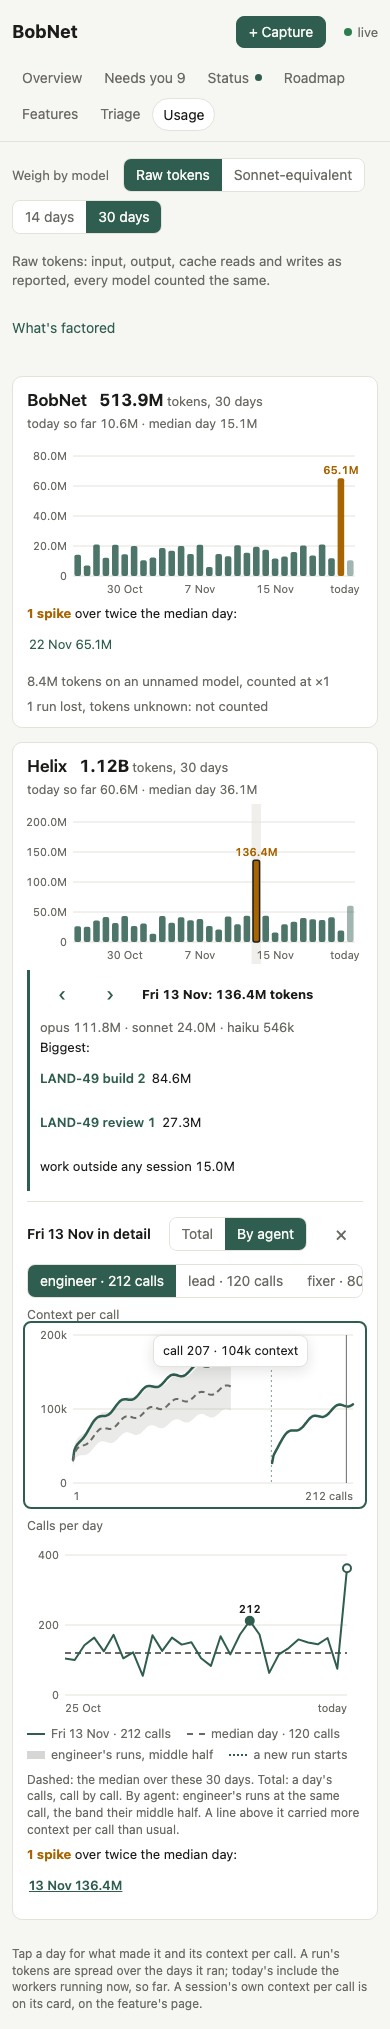 BobNet
+ Capture
live
Overview
Needs you 9
Status
Roadmap
Features
Triage
Usage
Weigh by model
Raw tokens
Sonnet-equivalent
14 days
30 days
Raw tokens: input, output, cache reads and writes as
reported, every model counted the same.
What's factored
BobNet 513.9M tokens, 30 days
today so far 10.6M · median day 15.1M
80.0M
65.1M
60.0M
40.0M
20.0M
0
30 Oct
7 Nov
15 Nov
today
1 spike over twice the median day:
22 Nov 65.1M
8.4M tokens on an unnamed model, counted at ×1
1 run lost, tokens unknown: not counted
Helix 1.12B tokens, 30 days
today so far 60.6M · median day 36.1M
200.0M
150.0M
136.4M
100.0M
50.0M
0
30 Oct
7 Nov
15 Nov
today
‹
›
Fri 13 Nov: 136.4M tokens
opus 111.8M · sonnet 24.0M · haiku 546k
Biggest:
LAND-49 build 2 84.6M
LAND-49 review 1 27.3M
work outside any session 15.0M
Fri 13 Nov in detail
Total
By agent
×
engineer · 212 calls
lead · 120 calls
fixer · 80
Context per call
200k
call 207 · 104k context
100k
0
1
212 calls
Calls per day
400
212
200
0
25 Oct
today
Fri 13 Nov · 212 calls
median day · 120 calls
engineer's runs, middle half
a new run starts
Dashed: the median over these 30 days. Total: a day's
calls, call by call. By agent: engineer's runs at the same
call, the band their middle half. A line above it carried more
context per call than usual.
1 spike over twice the median day:
13 Nov 136.4M
Tap a day for what made it and its context per call. A run's
tokens are spread over the days it ran; today's include the
workers running now, so far. A session's own context per call is
on its card, on the feature's page.